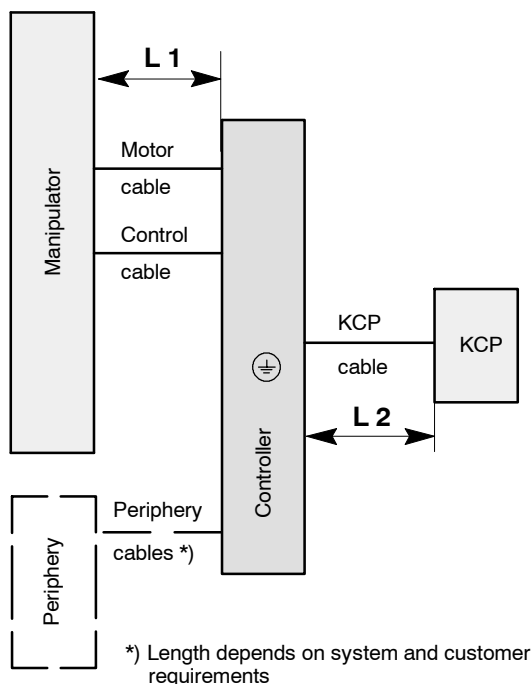 L 1
Motor
cable
Control
cable
Manipulator
KCP
cable
KCP
L 2
Controller
Periphery
cables *)
Periphery
*) Length depends on system and customer
requirements